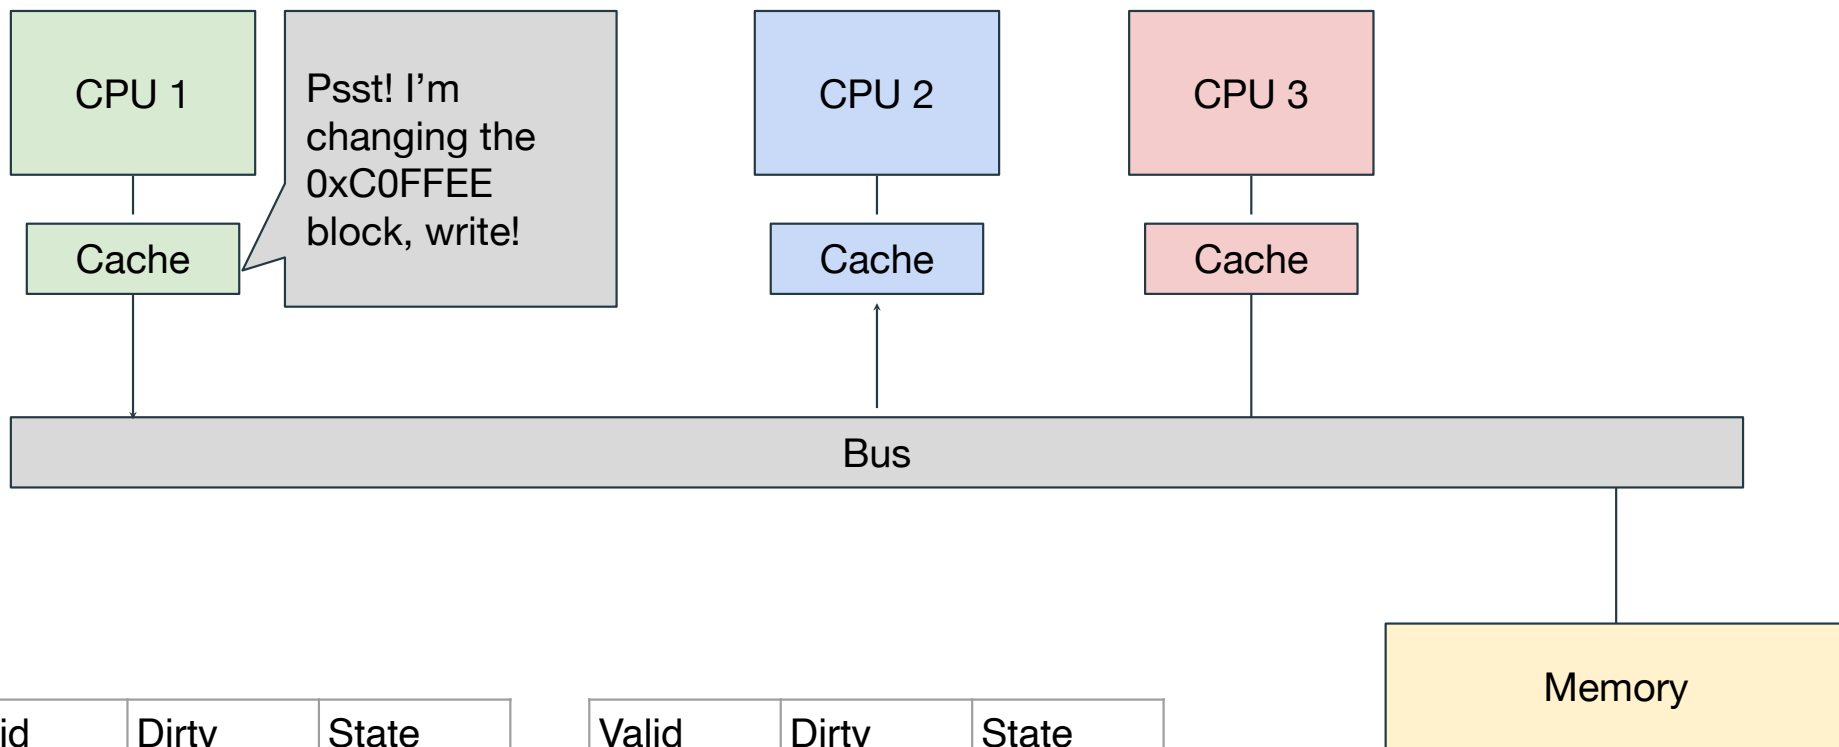 CPU 1
Psst! I’m
changing the
0xC0FFEE
block, write!
CPU 2
CPU 3
Cache
Cache
Cache
Bus
Memory
Dirty
State
Valid
Dirty
State